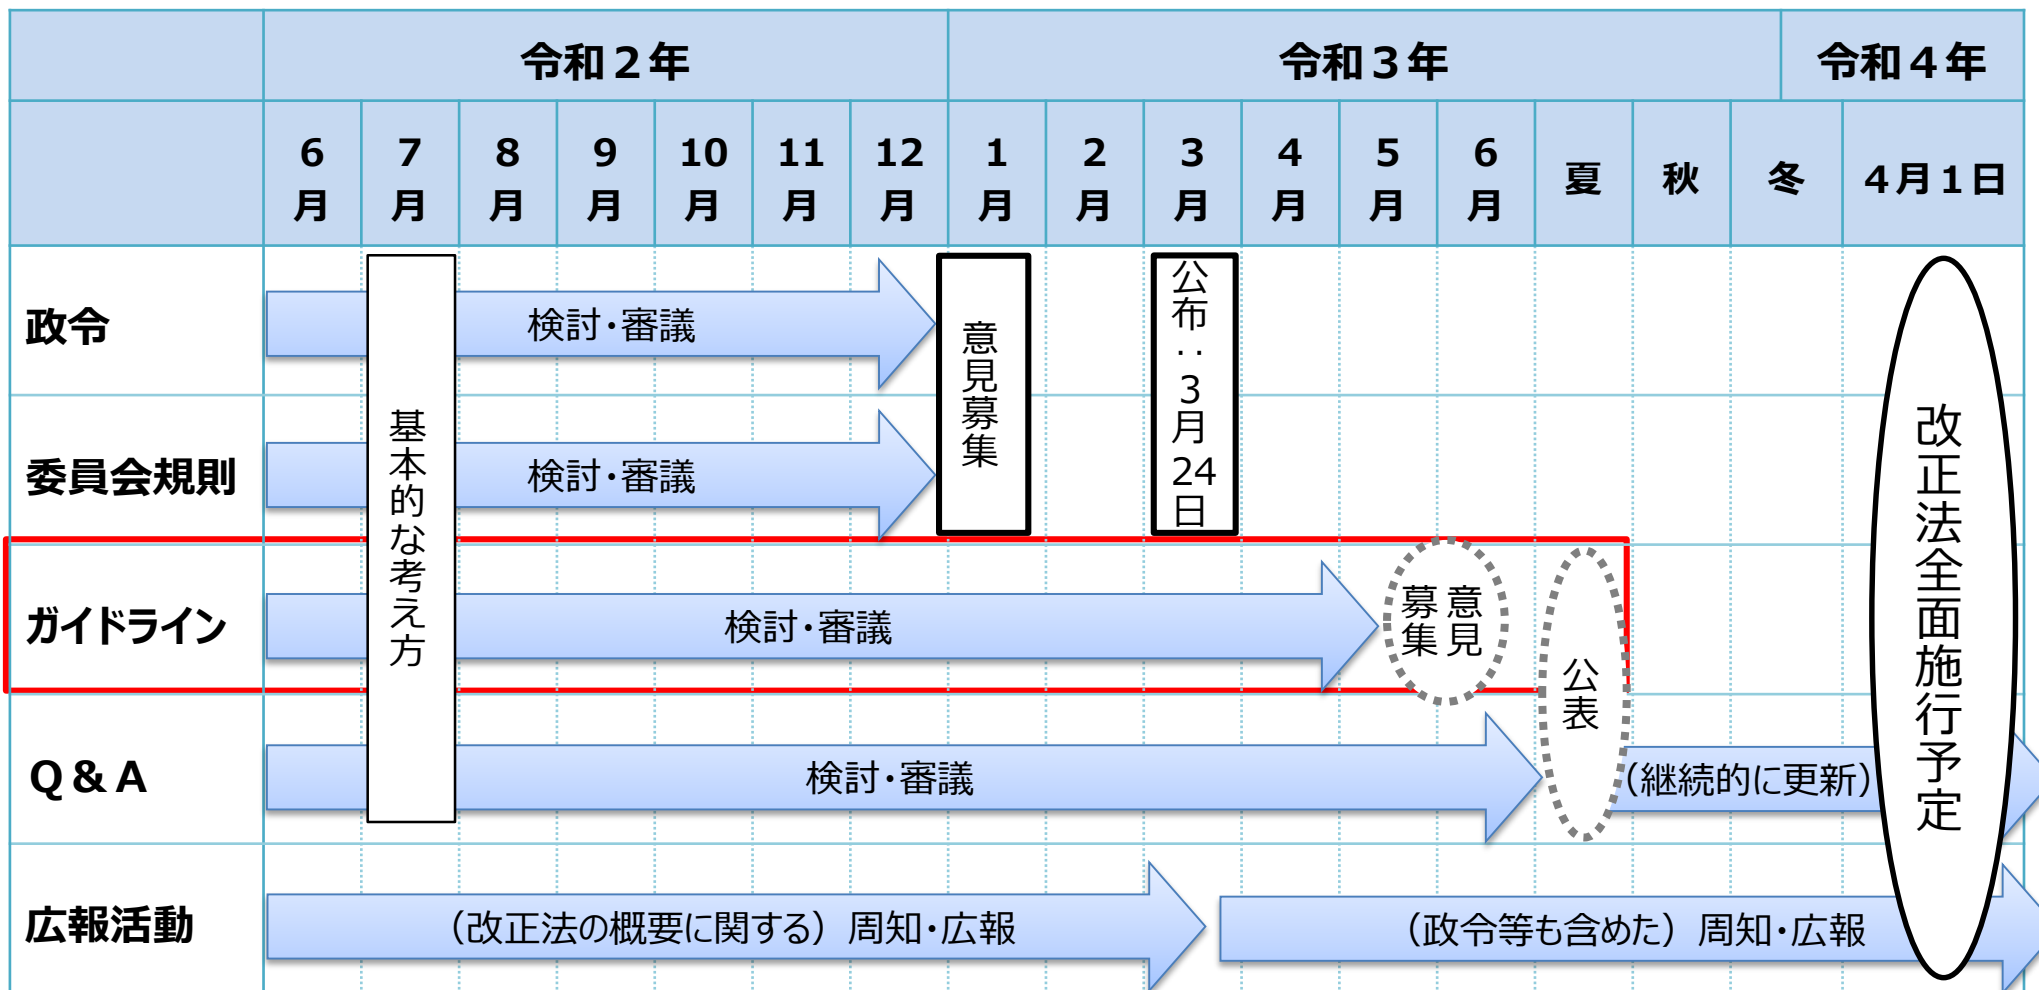 令和２年
令和３年
令和４年
6月
7月
8月
9月
10月
11月
12月
1月
2月
3月
4月
5月
6月
夏
秋
冬
４月１日
政令
検討・審議
委員会規則
検討・審議
基本的な考え方
意見募集
公布：3月24日
ガイドライン
検討・審議
意見
募集
公表
Ｑ＆Ａ
検討・審議
（継続的に更新）
広報活動
（改正法の概要に関する）周知・広報
（政令等も含めた）周知・広報
改正法全面施行予定